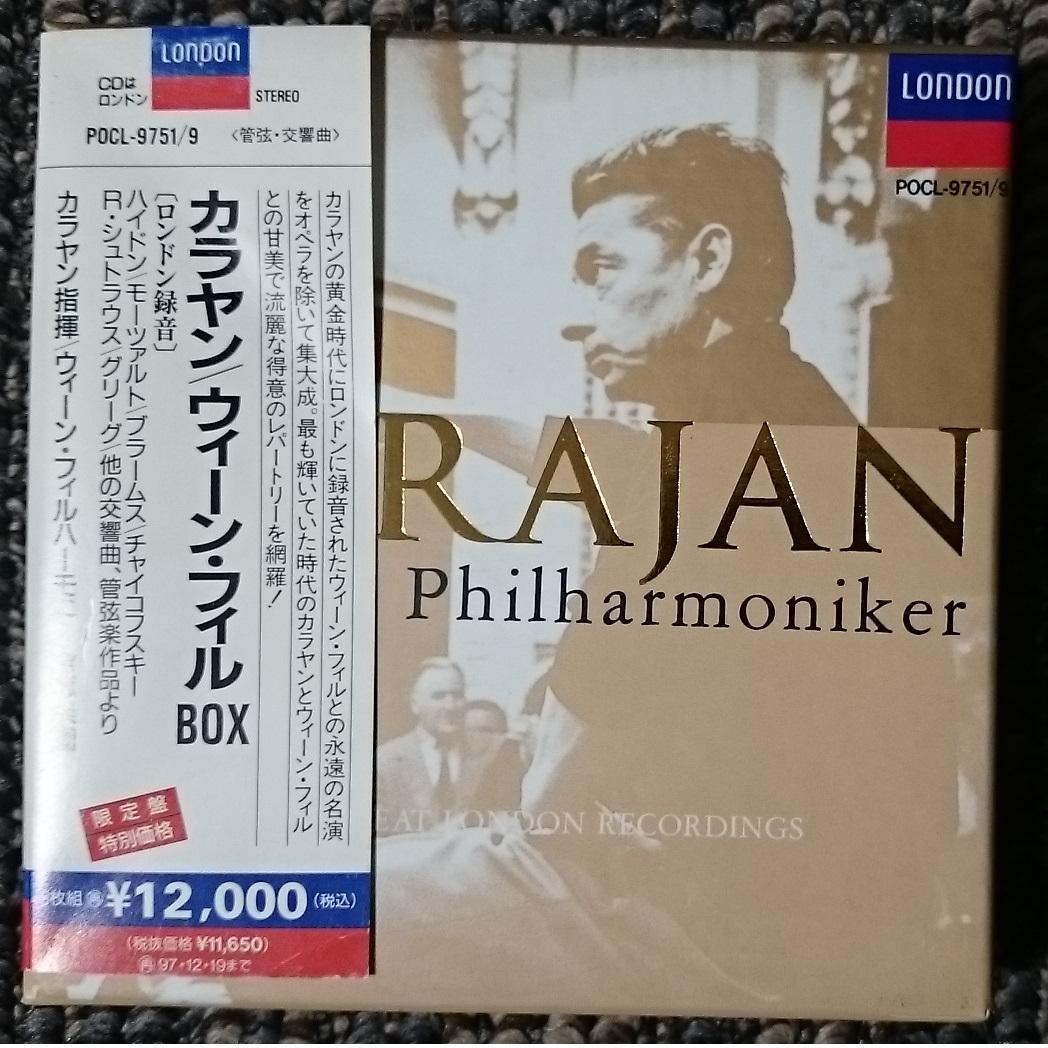 LONDON
CDは
ロンドン
STEREO
POCL-9751/9
〈管弦・交響曲〉
カラヤンの黄金時代にロンドンに録音されたウィーン・フィルとの永遠の名演
をオペラを除いて集大成。最も輝いていた時代のカラヤンとウィーン・フィル
との甘美で流麗な得意のレパートリーを網羅!
カラヤン/ウィーン・フィルBOX
[ロンドン録音]
ハイドン/モーツァルト/ブラームス/チャイコフスキー
R・シュトラウス/グリーグ/他の交響曲、管弦楽作品より
カラヤン指揮/ウィーン・フィルハーモニー
限定盤
特別価格
枚組 再 ¥12,000(税込)
(税抜価格 ¥11,650)
再 97・12・19まで
LONDON
POCL-9751/9
RAJAN
Philharmoniker
EAT LONDON RECORDINGS